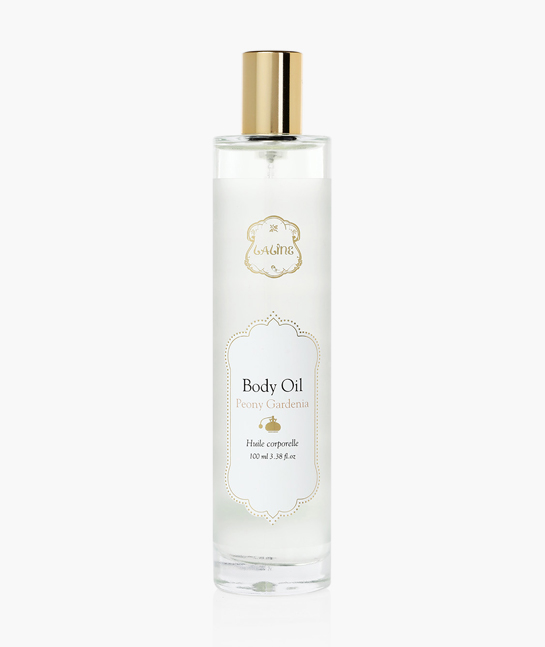 LALINE
Body Oil
Peony Gardenia
Huile corporelle
100 ml 3.38 fl.oz